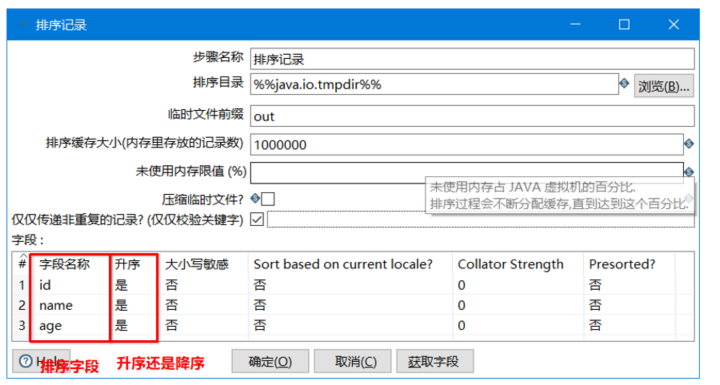 排序记录
步骤名称 排序记录
排序目录 %%java.io.tmpdir%% 浏览(B)...
临时文件前缀 out
排序缓存大小(内存里存放的记录数) 1000000
未使用内存限值 (%)
未使用内存占 JAVA 虚拟机的百分比.
压缩临时文件?
排序过程会不断分配缓存,直到达到这个百分比.
仅仅传递非重复的记录? (仅仅校验关键字)
字段 :
# 字段名称 升序 大小写敏感 Sort based on current locale? Collator Strength Presorted?
1 id 是 否 否 0 否
2 name 是 否 否 0 否
3 age 是 否 否 0 否
Help 确定(O) 取消(C) 获取字段
排序字段 升序还是降序